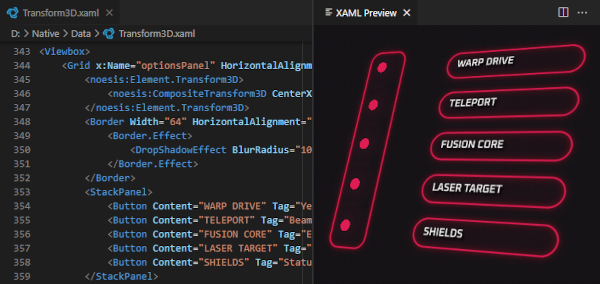 Transform3D.xaml ×
D: > Native > Data > Transform3D.xaml
343 <Viewbox>
344 <Grid x:Name="optionsPanel" HorizontalAlignm
345 <noesis:Element.Transform3D>
346 <noesis:CompositeTransform3D CenterX
347 </noesis:Element.Transform3D>
348 <Border Width="64" HorizontalAlignment="
349 <Border.Effect>
350 <DropShadowEffect BlurRadius="10
351 </Border.Effect>
352 </Border>
353 <StackPanel>
354 <Button Content="WARP DRIVE" Tag="Ye
355 <Button Content="TELEPORT" Tag="Beam
356 <Button Content="FUSION CORE" Tag="E
357 <Button Content="LASER TARGET" Tag="
358 <Button Content="SHIELDS" Tag="Statu
359 </StackPanel>
XAML Preview ×
WARP DRIVE
TELEPORT
FUSION CORE
LASER TARGET
SHIELDS